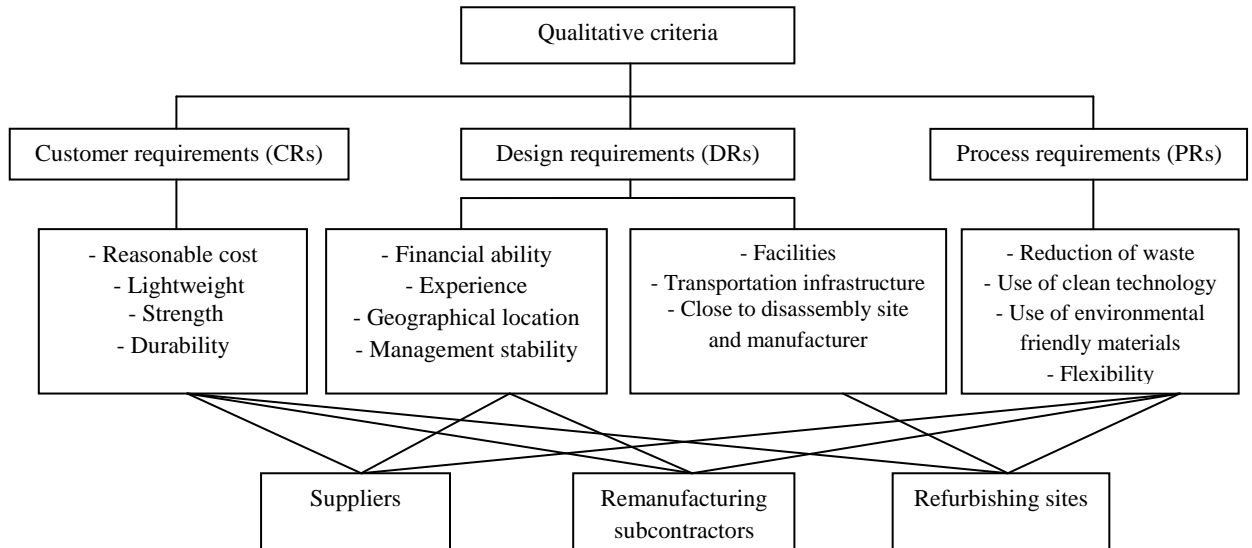 Qualitative criteria
Customer requirements (CRs)
Design requirements (DRs)
Process requirements (PRs)
- Reasonable cost
- Lightweight
- Strength
- Durability
- Financial ability
- Experience
- Geographical location
- Management stability
- Facilities
- Transportation infrastructure
- Close to disassembly site
and manufacturer
- Reduction of waste
- Use of clean technology
- Use of environmental
friendly materials
- Flexibility
Suppliers
Remanufacturing
subcontractors
Refurbishing sites